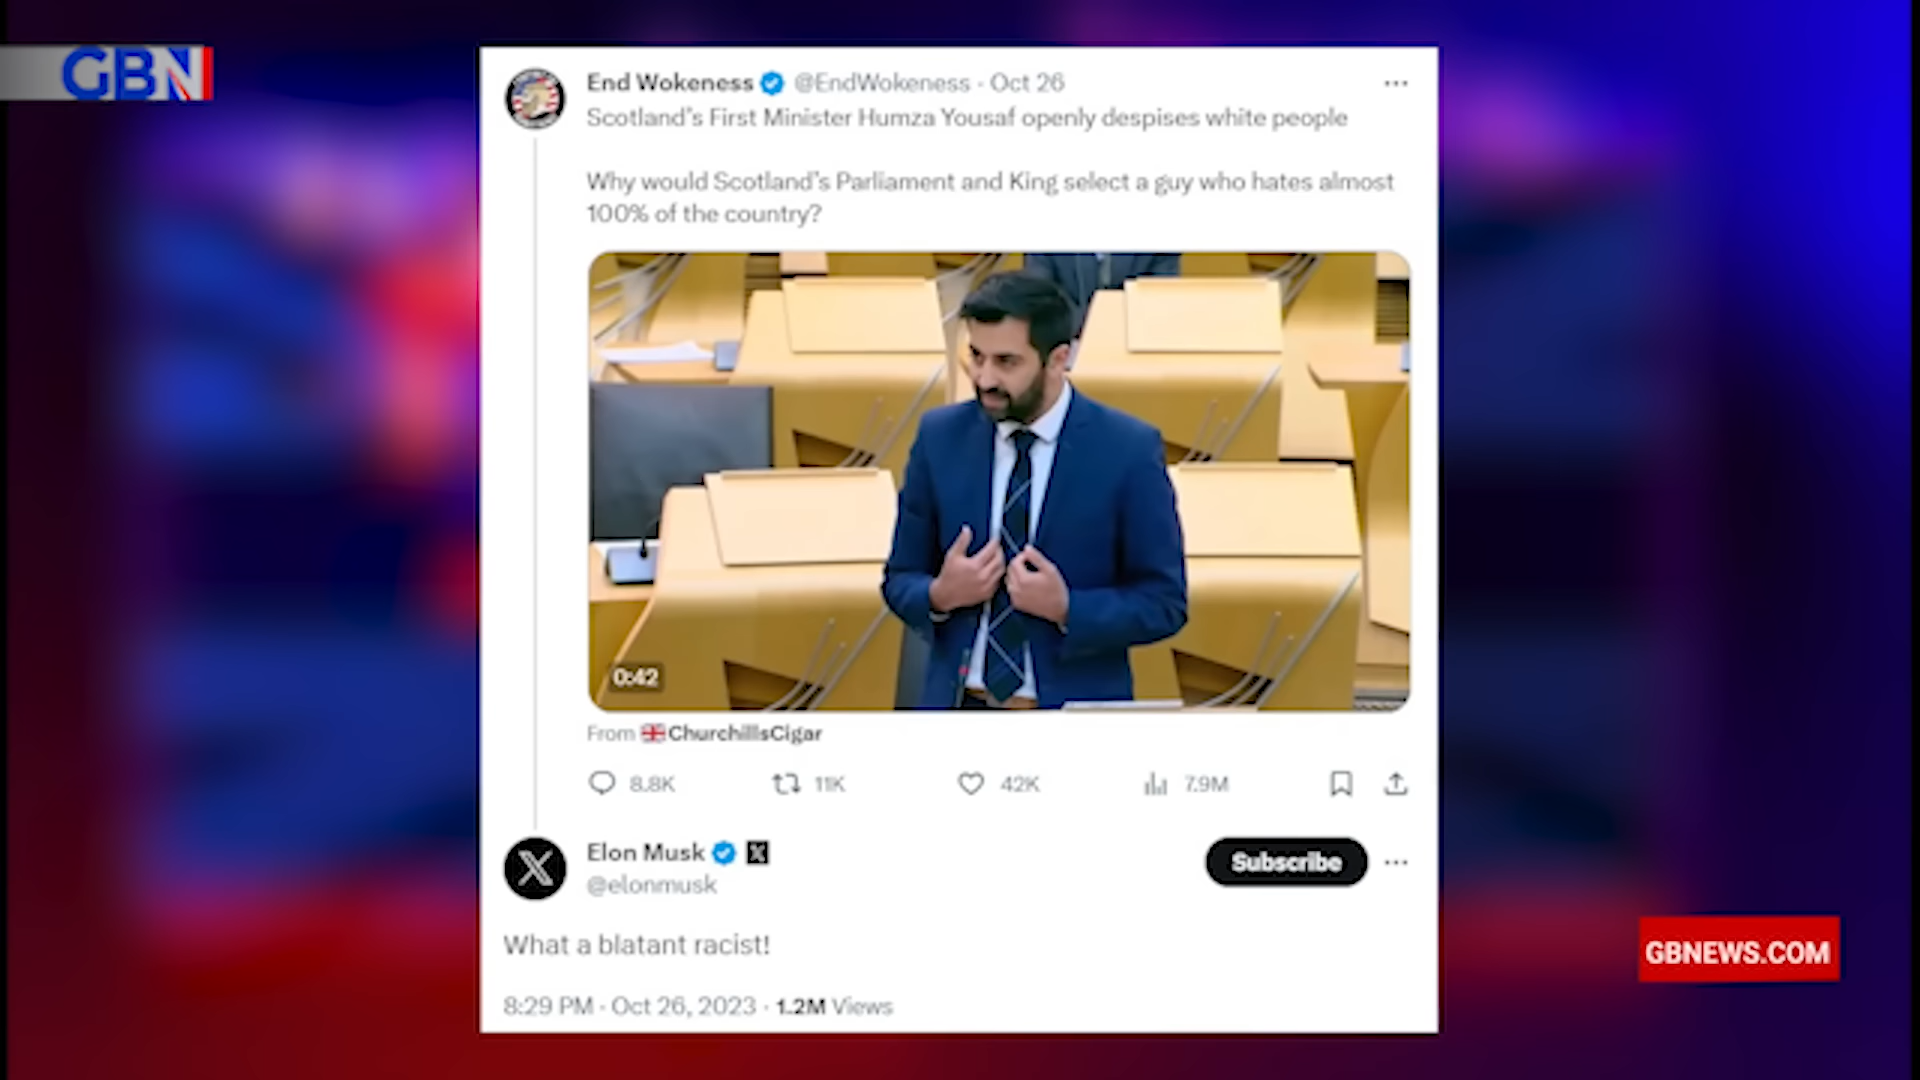 GBN
End Wokeness @EndWokeness · Oct 26
Scotland's First Minister Humza Yousaf openly despises white people
Why would Scotland's Parliament and King select a guy who hates almost
100% of the country?
0:42
From ChurchillsCigar
8.8K 11K 42K 7.9M
Elon Musk
@elonmusk
Subscribe
What a blatant racist!
8:29 PM · Oct 26, 2023 · 1.2M Views
GBNEWS.COM